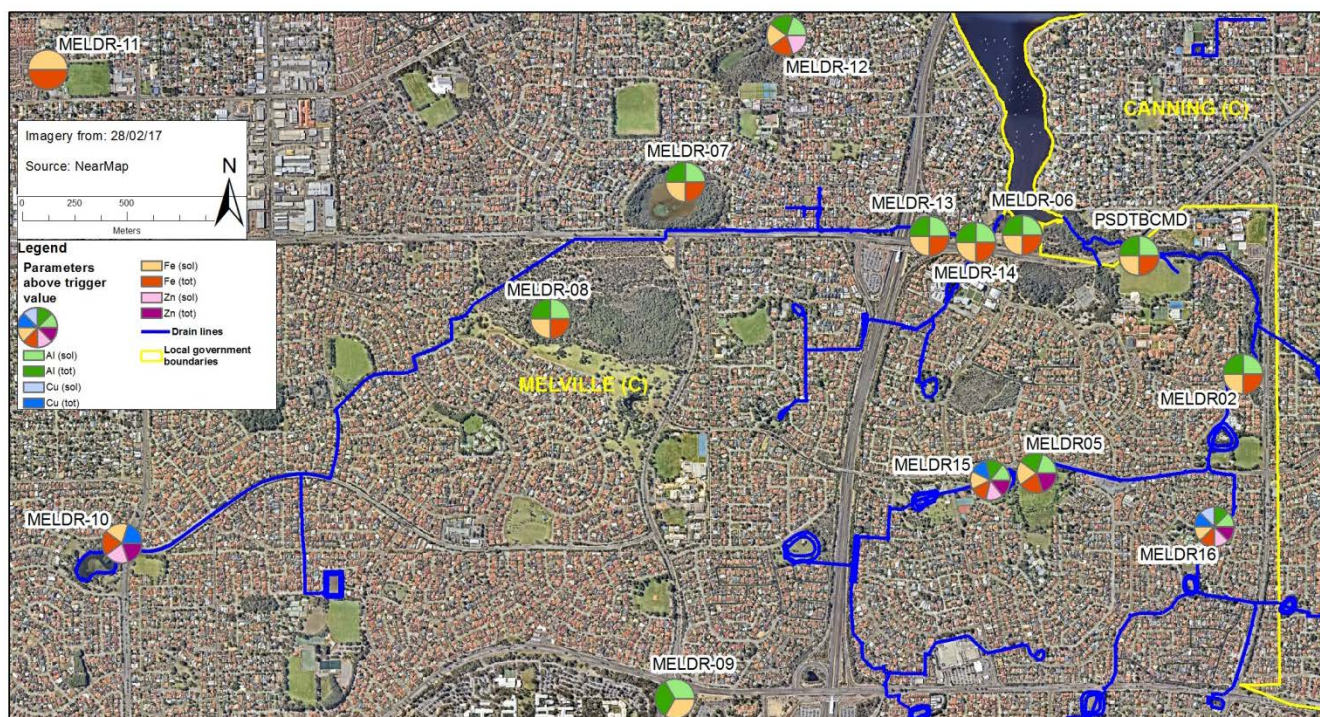 MELDR-11
MELDR-12
CANNING (C)
Imagery from: 28/02/17
Source: NearMap
N
0 250 500
Meters
MELDR-07
MELDR-13
MELDR-06
PSDTBCMD
MELDR-14
Legend
Parameters
above trigger
value
Al (sol)
Al (tot)
Cu (sol)
Cu (tot)
Fe (sol)
Fe (tot)
Zn (sol)
Zn (tot)
Drain lines
Local government
boundaries
MELDR-08
MELVILLE (C)
MELDR02
MELDR15
MELDR05
MELDR-10
MELDR16
MELDR-09